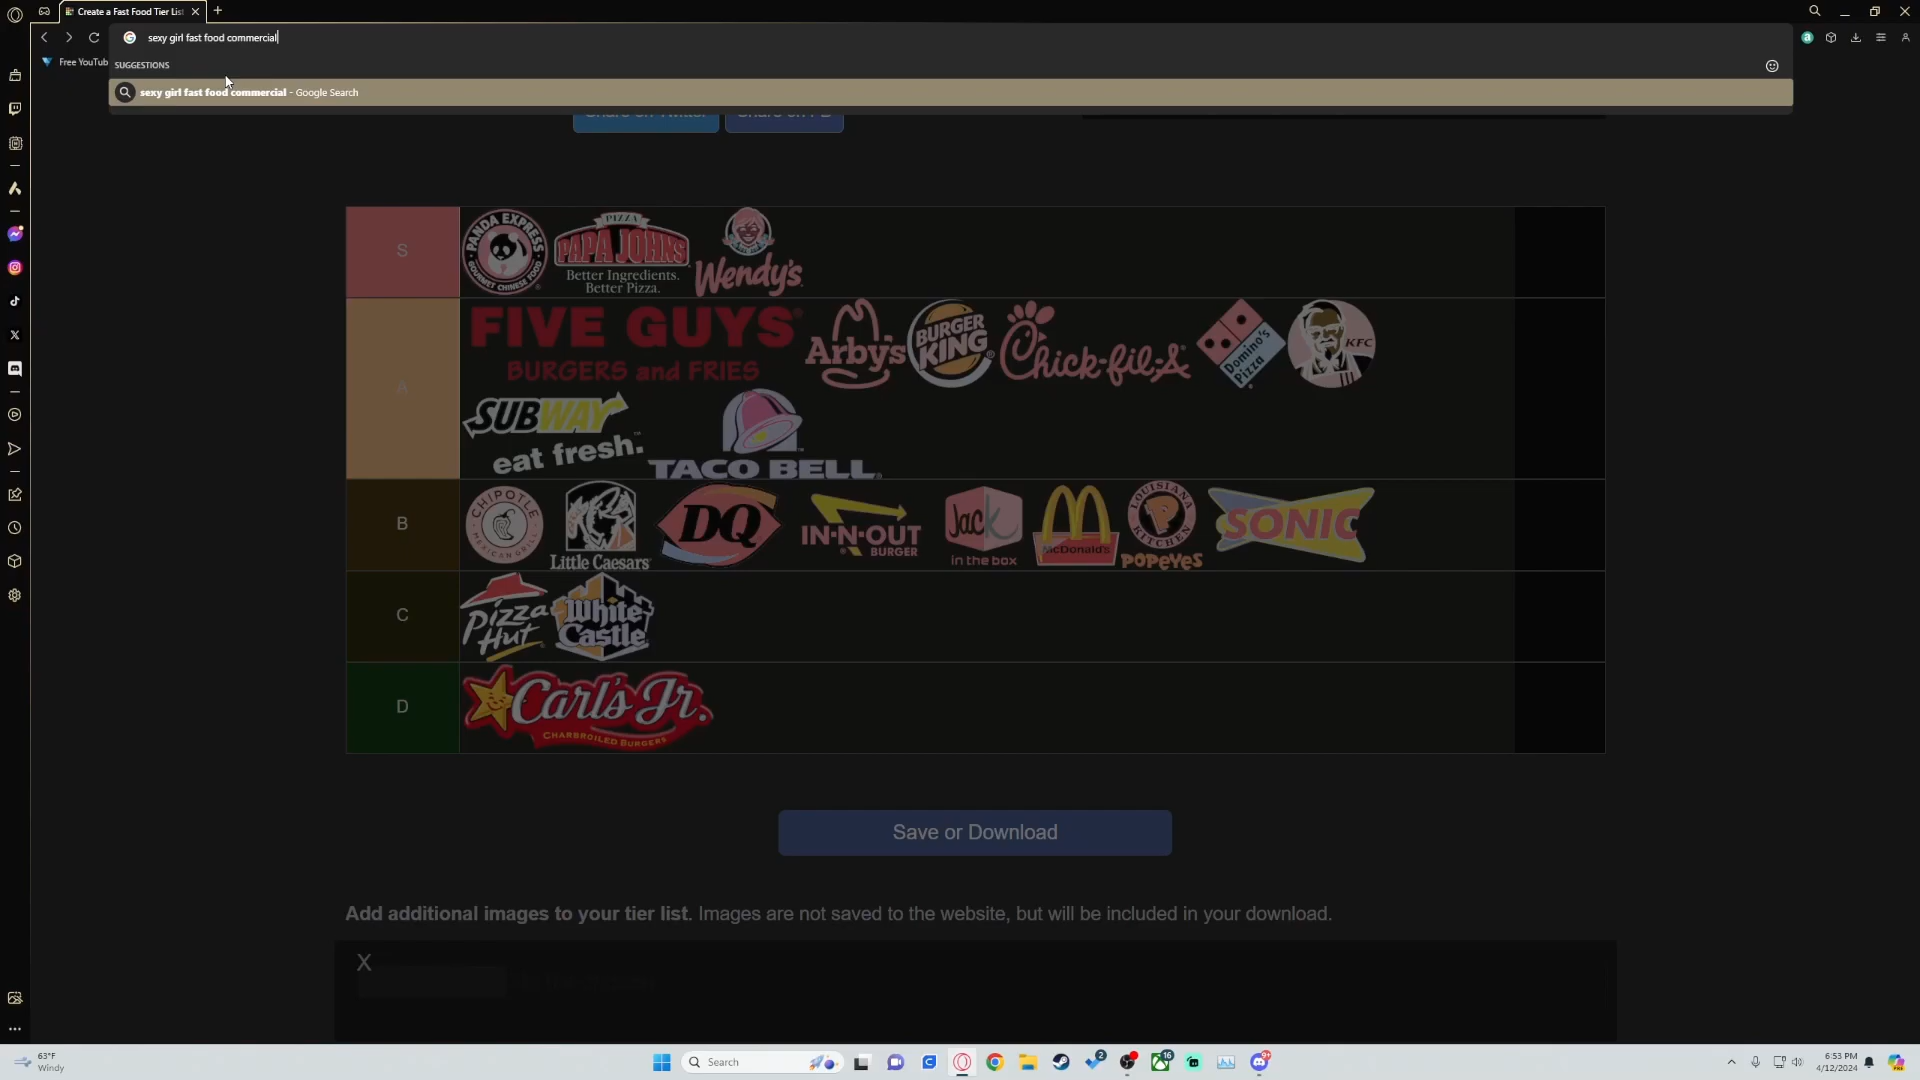 Create a Fast Food Tier List
sexy girl fast food commercial
Free YouTub
SUGGESTIONS
sexy girl fast food commercial - Google Search
S
PANDA EXPRESS
GOURMET CHINESE FOOD
PIZZA
PAPA JOHNS
Better Ingredients.
Better Pizza.
Wendy's
A
FIVE GUYS®
BURGERS and FRIES
Arby's
BURGER KING®
Chick-fil-A
Domino's Pizza
KFC
SUBWAY
eat fresh.™
TACO BELL®
B
CHIPOTLE
MEXICAN GRILL
Little Caesars
DQ
IN-N-OUT
BURGER
Jack
in the box
McDonald's
LOUISIANA
KITCHEN
P
POPEYES
SONIC
C
Pizza
Hut
White
Castle
D
Carl's Jr.
CHARBROILED BURGERS
Save or Download
Add additional images to your tier list. Images are not saved to the website, but will be included in your download.
X
63°F
Windy
Search
2
16
9+
6:53 PM
4/12/2024